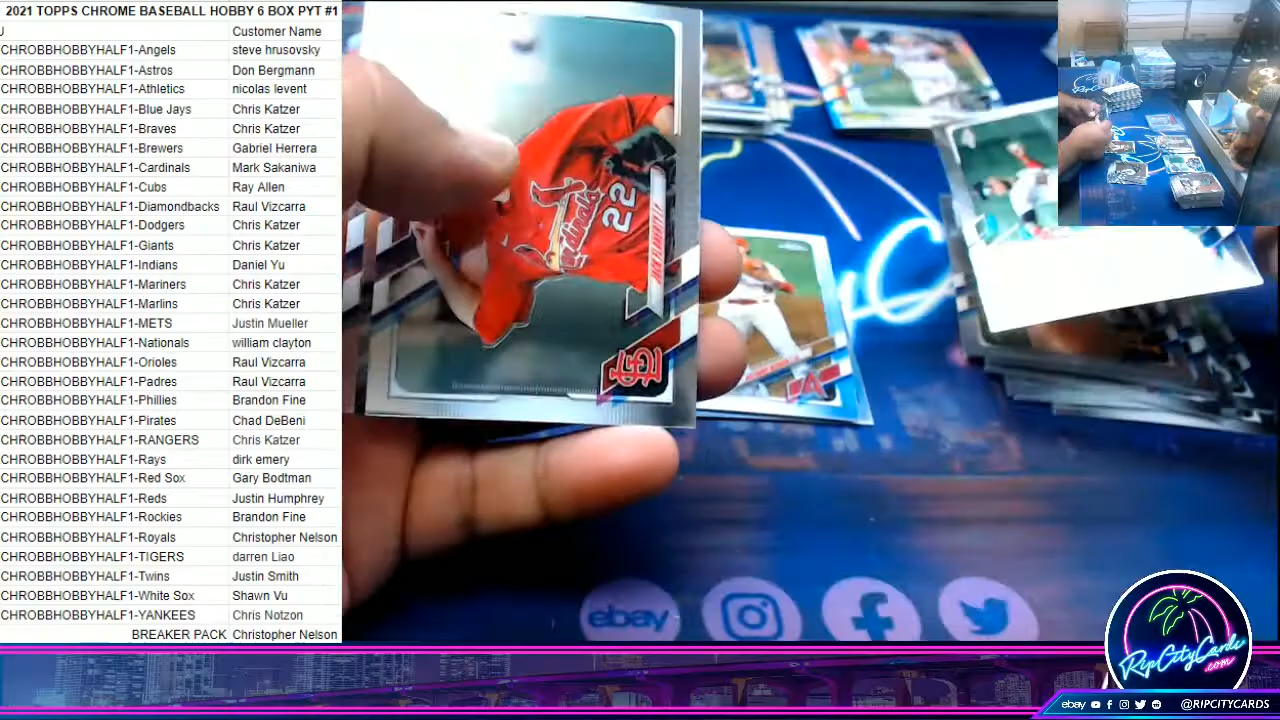 2021 TOPPS CHROME BASEBALL HOBBY 6 BOX PYT #1
Customer Name
CHROBBHOBBYHALF1-Angels steve hrusovsky
CHROBBHOBBYHALF1-Astros Don Bergmann
CHROBBHOBBYHALF1-Athletics nicolas levent
CHROBBHOBBYHALF1-Blue Jays Chris Katzer
CHROBBHOBBYHALF1-Braves Chris Katzer
CHROBBHOBBYHALF1-Brewers Gabriel Herrera
CHROBBHOBBYHALF1-Cardinals Mark Sakaniwa
CHROBBHOBBYHALF1-Cubs Ray Allen
CHROBBHOBBYHALF1-Diamondbacks Raul Vizcarra
CHROBBHOBBYHALF1-Dodgers Chris Katzer
CHROBBHOBBYHALF1-Giants Chris Katzer
CHROBBHOBBYHALF1-Indians Daniel Yu
CHROBBHOBBYHALF1-Mariners Chris Katzer
CHROBBHOBBYHALF1-Marlins Chris Katzer
CHROBBHOBBYHALF1-METS Justin Mueller
CHROBBHOBBYHALF1-Nationals william clayton
CHROBBHOBBYHALF1-Orioles Raul Vizcarra
CHROBBHOBBYHALF1-Padres Raul Vizcarra
CHROBBHOBBYHALF1-Phillies Brandon Fine
CHROBBHOBBYHALF1-Pirates Chad DeBeni
CHROBBHOBBYHALF1-RANGERS Chris Katzer
CHROBBHOBBYHALF1-Rays dirk emery
CHROBBHOBBYHALF1-Red Sox Gary Bodtman
CHROBBHOBBYHALF1-Reds Justin Humphrey
CHROBBHOBBYHALF1-Rockies Brandon Fine
CHROBBHOBBYHALF1-Royals Christopher Nelson
CHROBBHOBBYHALF1-TIGERS darren Liao
CHROBBHOBBYHALF1-Twins Justin Smith
CHROBBHOBBYHALF1-White Sox Shawn Vu
CHROBBHOBBYHALF1-YANKEES Chris Notzon
BREAKER PACK Christopher Nelson
Cardinals
22
STL
A
ebay
RipCityCards
.com
ebay @RIPCITYCARDS